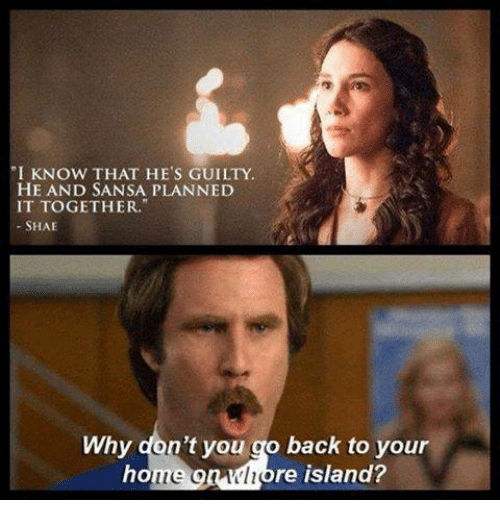 "I KNOW THAT HE'S GUILTY.
HE AND SANSA PLANNED
IT TOGETHER."
- SHAE
Why don't you go back to your
home on whore island?